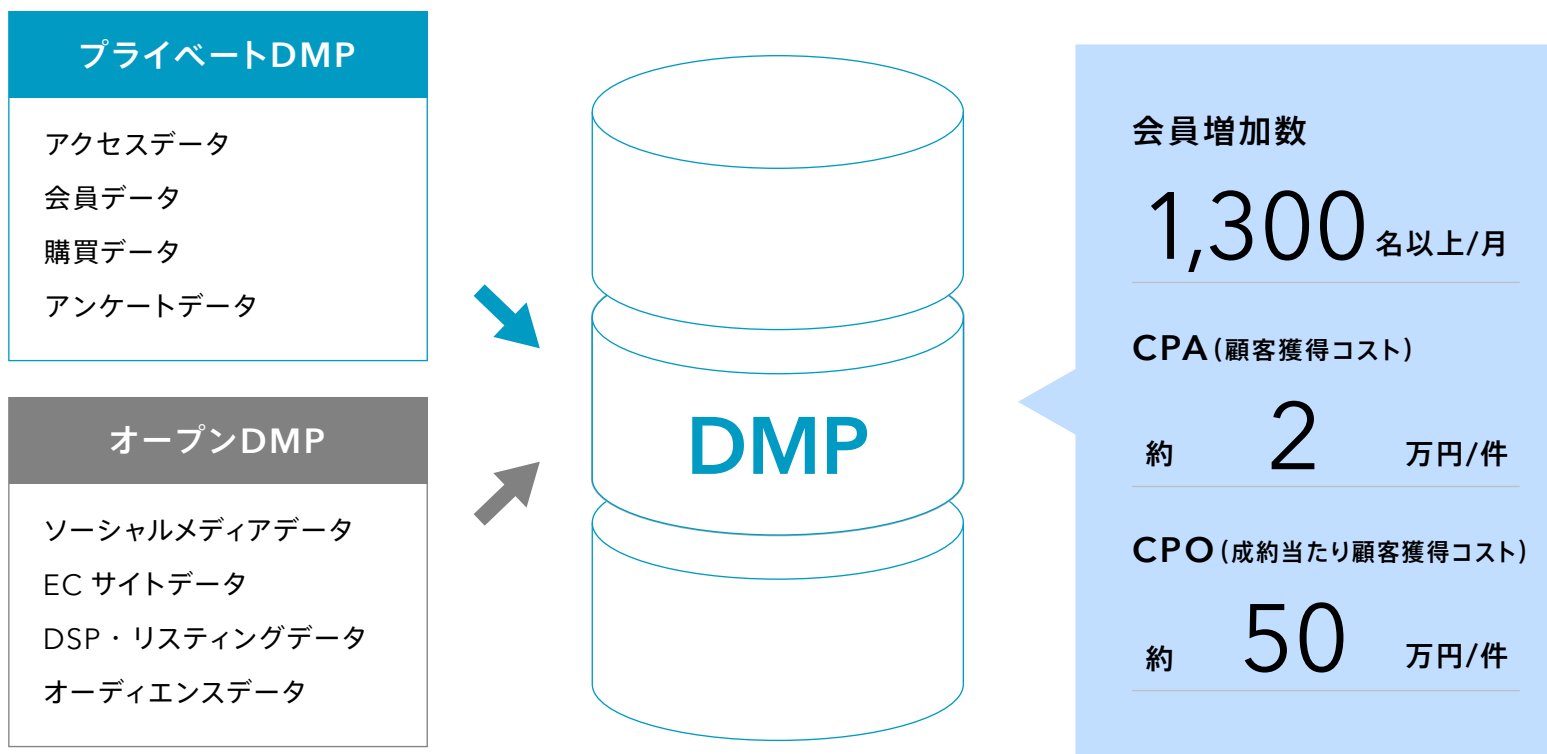 プライベートDMP
アクセスデータ
会員データ
購買データ
アンケートデータ
オープンDMP
ソーシャルメディアデータ
EC サイトデータ
DSP・リスティングデータ
オーディエンスデータ
DMP
会員増加数
1,300名以上/月
CPA(顧客獲得コスト)
約 2 万円/件
CPO(成約当たり顧客獲得コスト)
約 50 万円/件